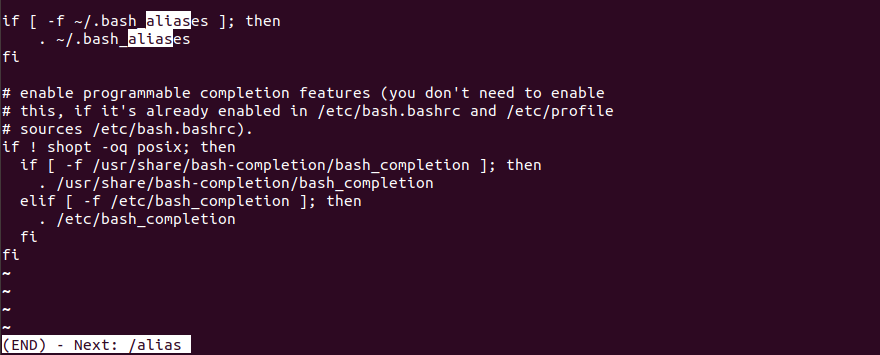 if [ -f ~/.bash_aliases ]; then
    . ~/.bash_aliases
fi

# enable programmable completion features (you don't need to enable
# this, if it's already enabled in /etc/bash.bashrc and /etc/profile
# sources /etc/bash.bashrc).
if ! shopt -oq posix; then
  if [ -f /usr/share/bash-completion/bash_completion ]; then
    . /usr/share/bash-completion/bash_completion
  elif [ -f /etc/bash_completion ]; then
    . /etc/bash_completion
  fi
fi
~
~
~
~
(END) - Next: /alias